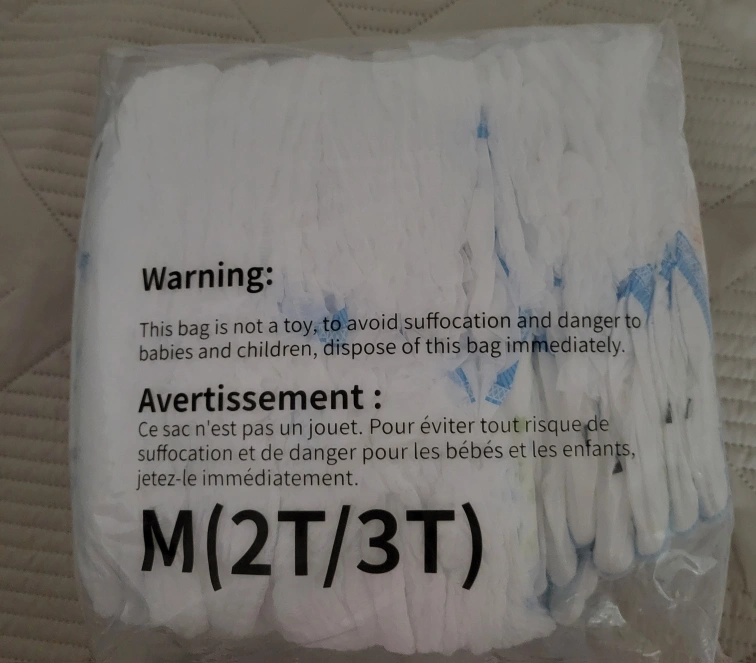 Warning:
This bag is not a toy, to avoid suffocation and danger to
babies and children, dispose of this bag immediately.
Avertissement :
Ce sac n'est pas un jouet. Pour éviter tout risque de
suffocation et de danger pour les bébés et les enfants,
jetez-le immédiatement.
M(2T/3T)